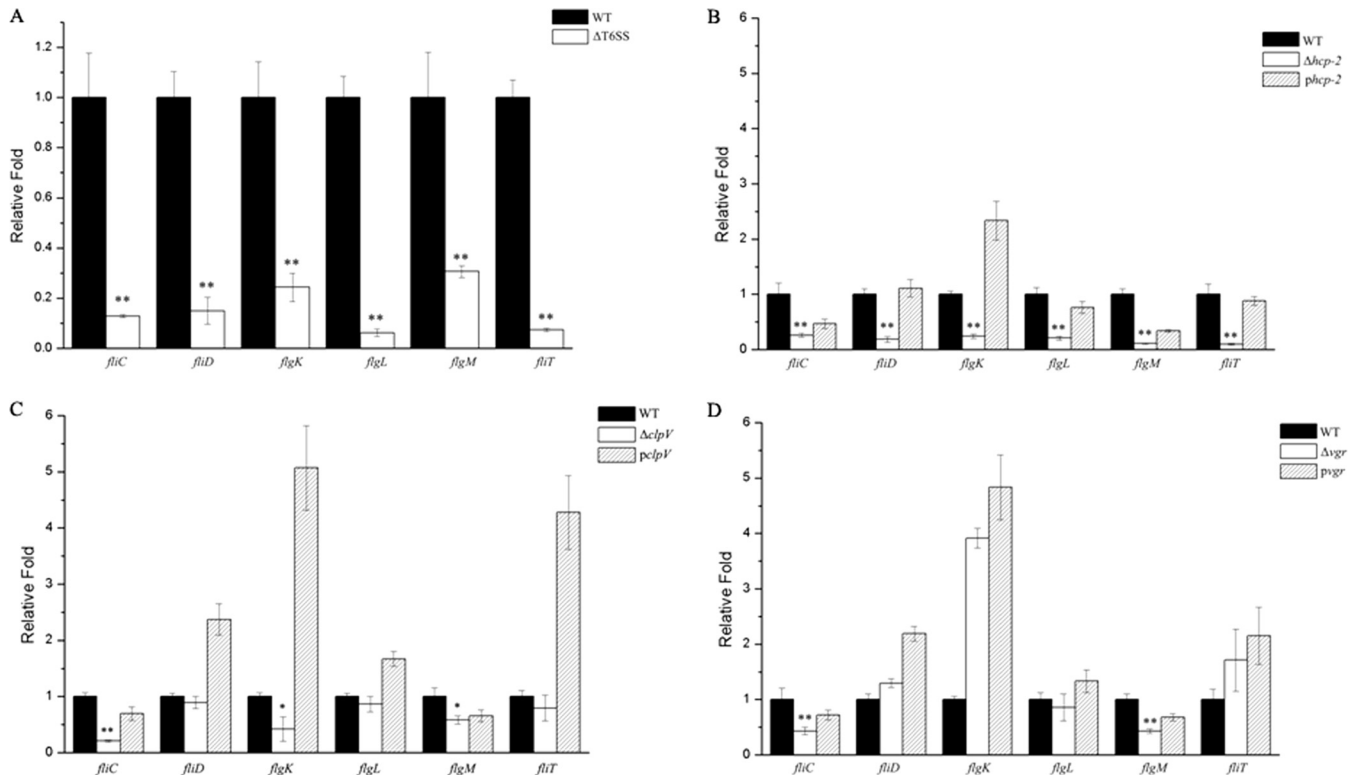 A
WT
ΔT6SS
Relative Fold
1.2
1.0
0.8
0.6
0.4
0.2
0.0
** ** ** ** ** **
fliC fliD flgK flgL flgM fliT
B
WT
Δhcp-2
phcp-2
Relative Fold
6
5
4
3
2
1
0
** ** ** ** ** **
fliC fliD flgK flgL flgM fliT
C
WT
ΔclpV
pclpV
Relative Fold
6
5
4
3
2
1
0
** * *
fliC fliD flgK flgL flgM fliT
D
WT
Δvgr
pvgr
Relative Fold
6
5
4
3
2
1
0
** **
fliC fliD flgK flgL flgM fliT